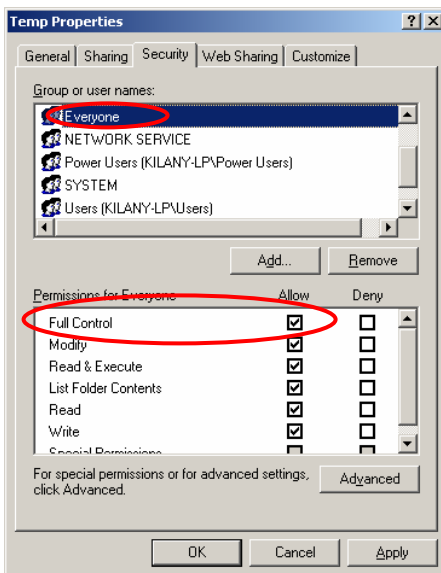 Temp Properties
General Sharing Security Web Sharing Customize
Group or user names:
Everyone
NETWORK SERVICE
Power Users (KILANY-LP\Power Users)
SYSTEM
Users (KILANY-LP\Users)
Add... Remove
Permissions for Everyone Allow Deny
Full Control
Modify
Read & Execute
List Folder Contents
Read
Write
Special Permissions
For special permissions or for advanced settings,
click Advanced.
Advanced
OK Cancel Apply